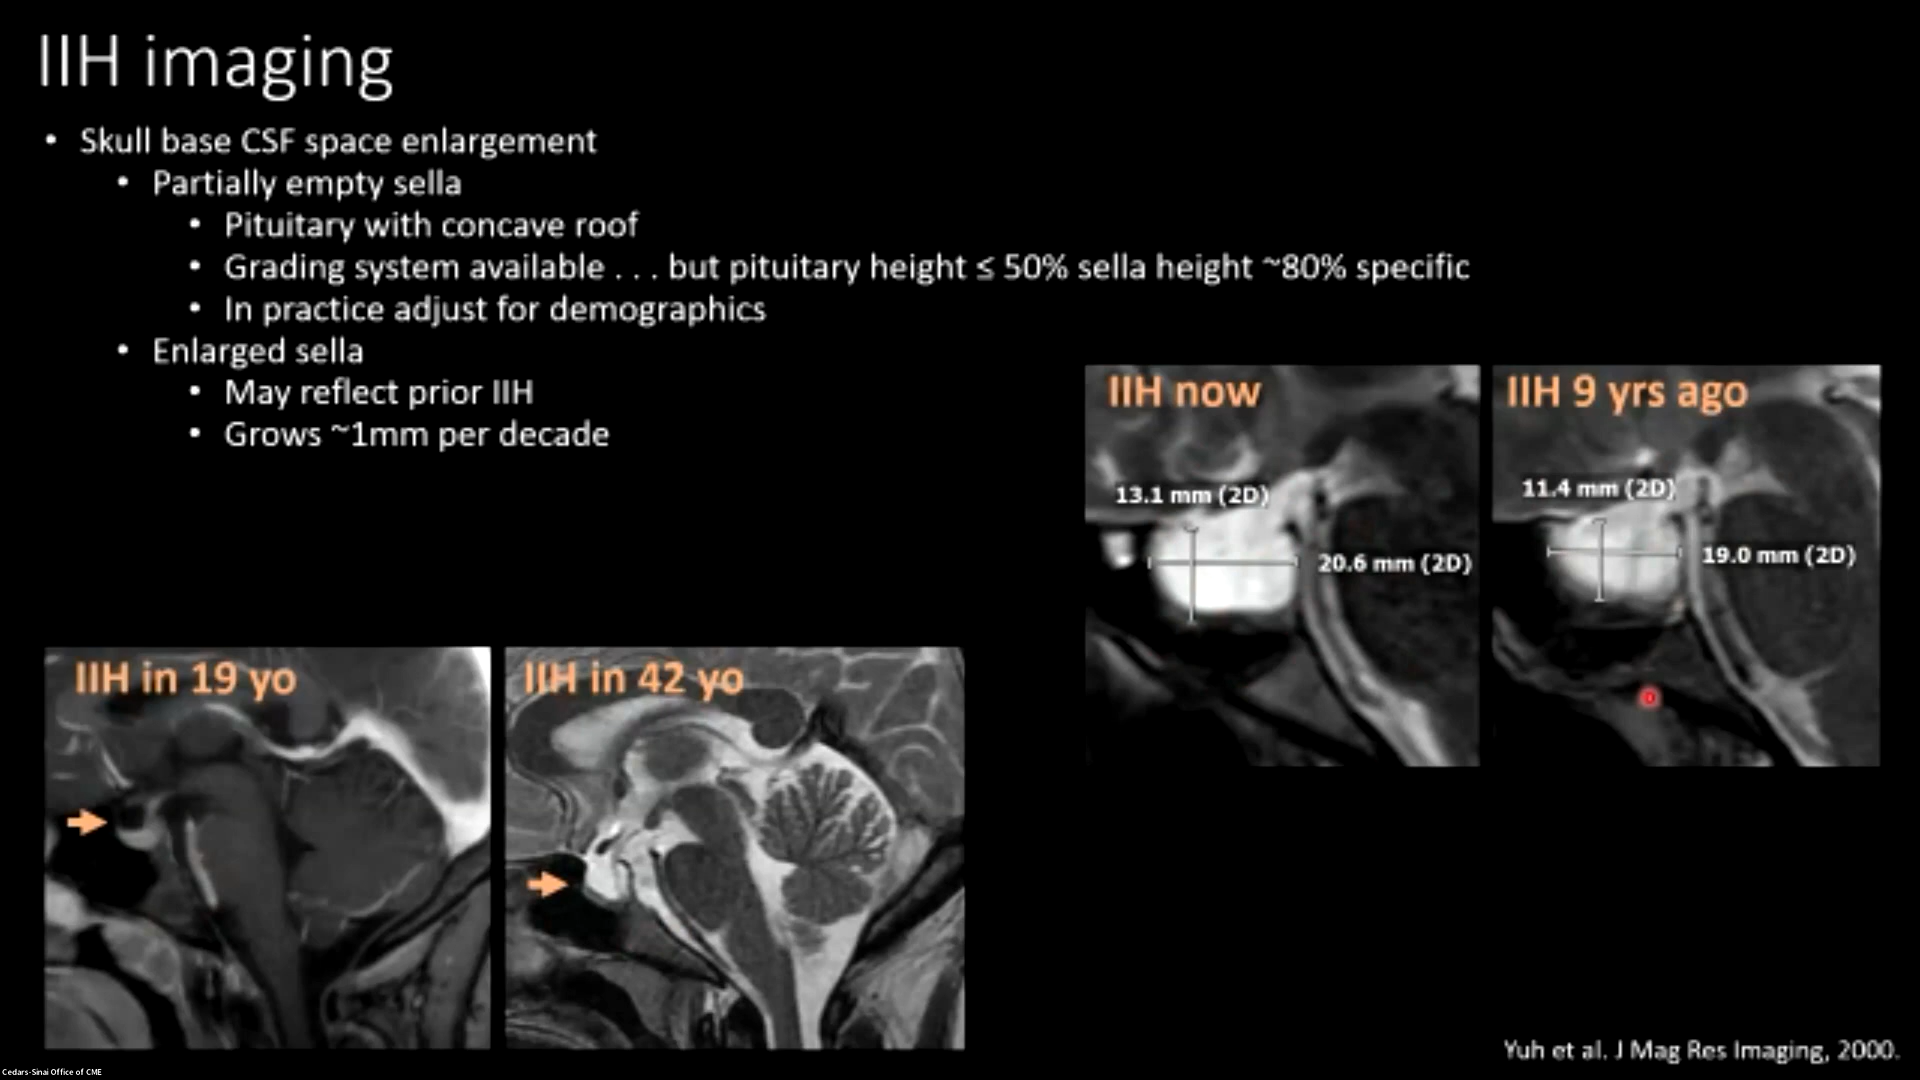 IIH imaging
• Skull base CSF space enlargement
• Partially empty sella
• Pituitary with concave roof
• Grading system available . . . but pituitary height ≤ 50% sella height ~80% specific
• In practice adjust for demographics
• Enlarged sella
• May reflect prior IIH
• Grows ~1mm per decade
IIH now
13.1 mm (2D)
20.6 mm (2D)
IIH 9 yrs ago
11.4 mm (2D)
19.0 mm (2D)
IIH in 19 yo
IIH in 42 yo
Yuh et al. J Mag Res Imaging, 2000.
Cedars-Sinai Office of CME